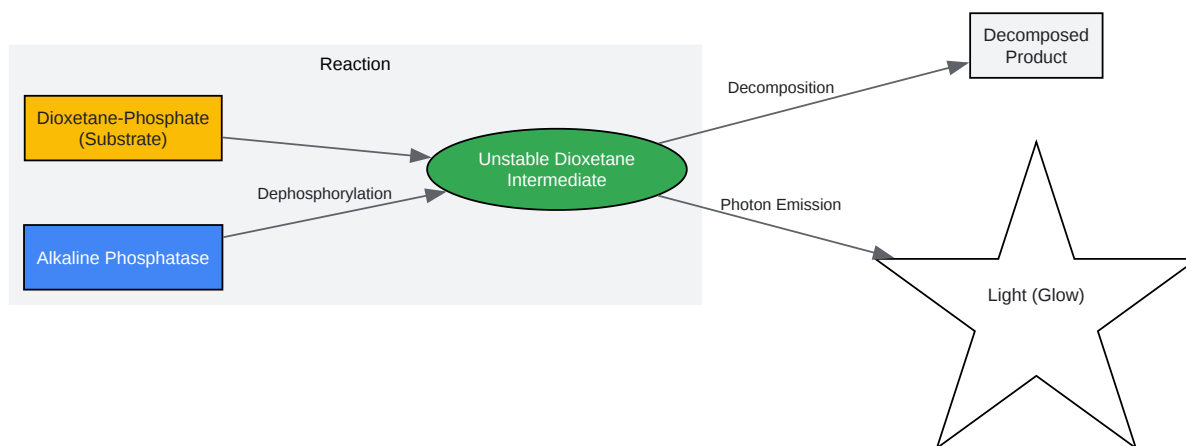 Reaction
Dioxetane-Phosphate
(Substrate)
Dephosphorylation
Alkaline Phosphatase
Unstable Dioxetane
Intermediate
Decomposition
Decomposed
Product
Photon Emission
Light (Glow)